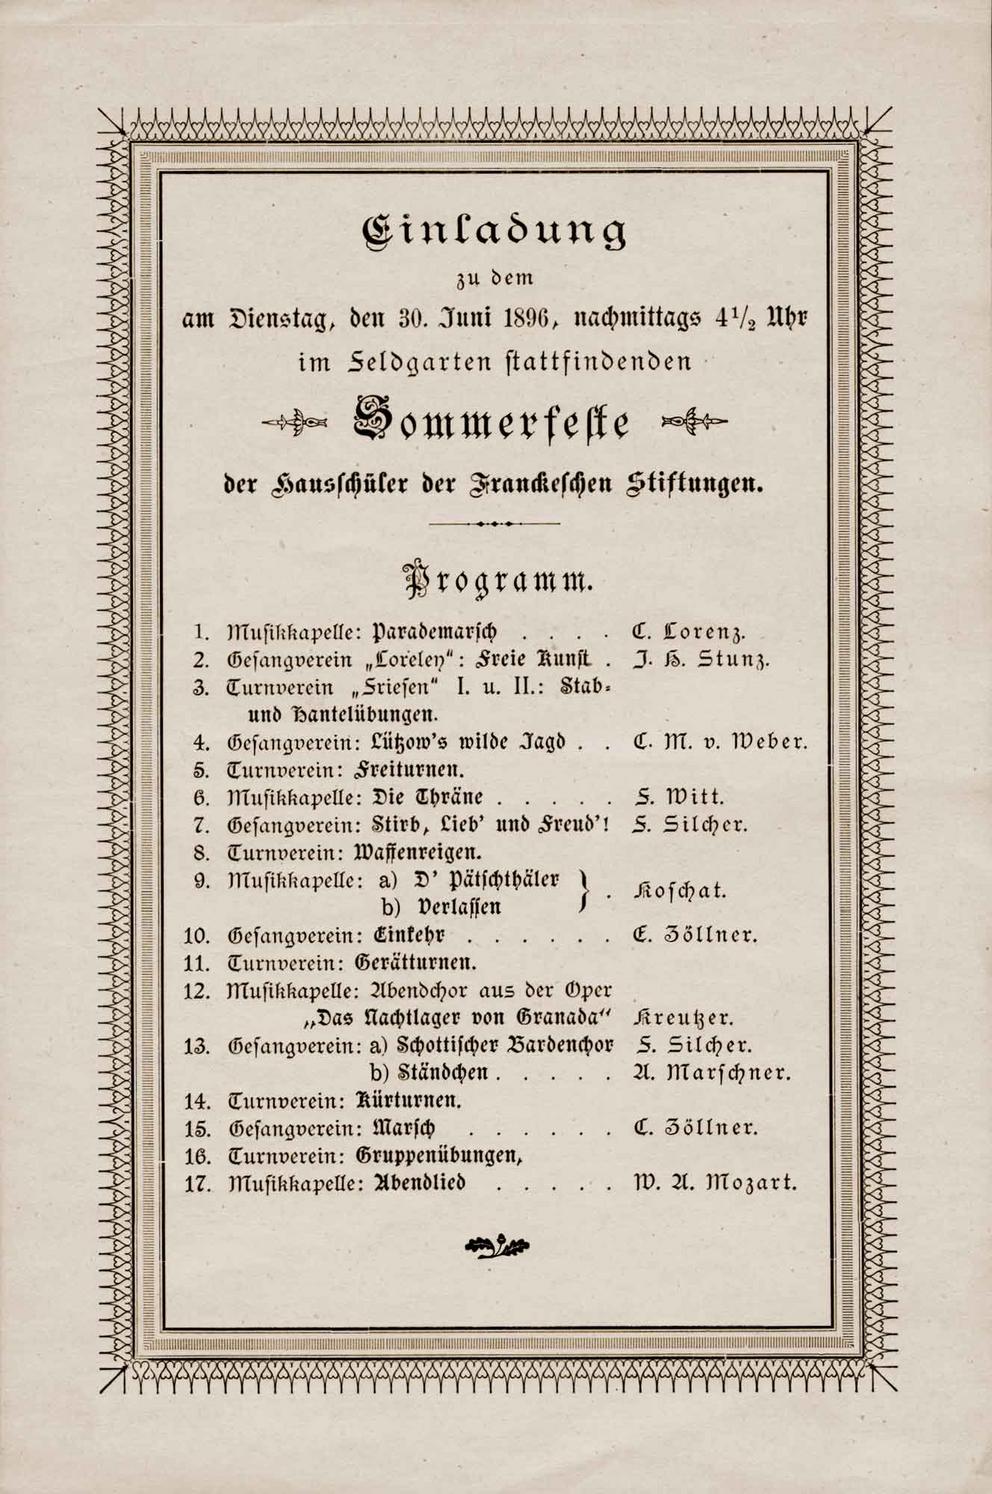 Einladung
zu dem
am Dienstag, den 30. Juni 1896, nachmittags 4½ Uhr
im Feldgarten stattfindenden
Sommerfeste
der Hausschüler der Franckeschen Stiftungen.
Programm.
1. Musikkapelle: Parademarsch . . . . C. Lorenz.
2. Gesangverein „Loreley“: Freie Kunst . J. H. Stunz.
3. Turnverein „Friesen“ I. u. II.: Stab-
und Hantelübungen.
4. Gesangverein: Lützow's wilde Jagd . . C. M. v. Weber.
5. Turnverein: Freiturnen.
6. Musikkapelle: Die Thräne . . . . . F. Witt.
7. Gesangverein: Stirb, Lieb' und Freud'! F. Silcher.
8. Turnverein: Waffenreigen.
9. Musikkapelle: a) D' Pätschthäler
b) Verlassen } . Koschat.
10. Gesangverein: Einkehr . . . . . . E. Zöllner.
11. Turnverein: Gerätturnen.
12. Musikkapelle: Abendchor aus der Oper
„Das Nachtlager von Granada“ Kreutzer.
13. Gesangverein: a) Schottischer Bardenchor F. Silcher.
b) Ständchen . . . . . A. Marschner.
14. Turnverein: Kürturnen.
15. Gesangverein: Marsch . . . . . . C. Zöllner.
16. Turnverein: Gruppenübungen,
17. Musikkapelle: Abendlied . . . . . W. A. Mozart.